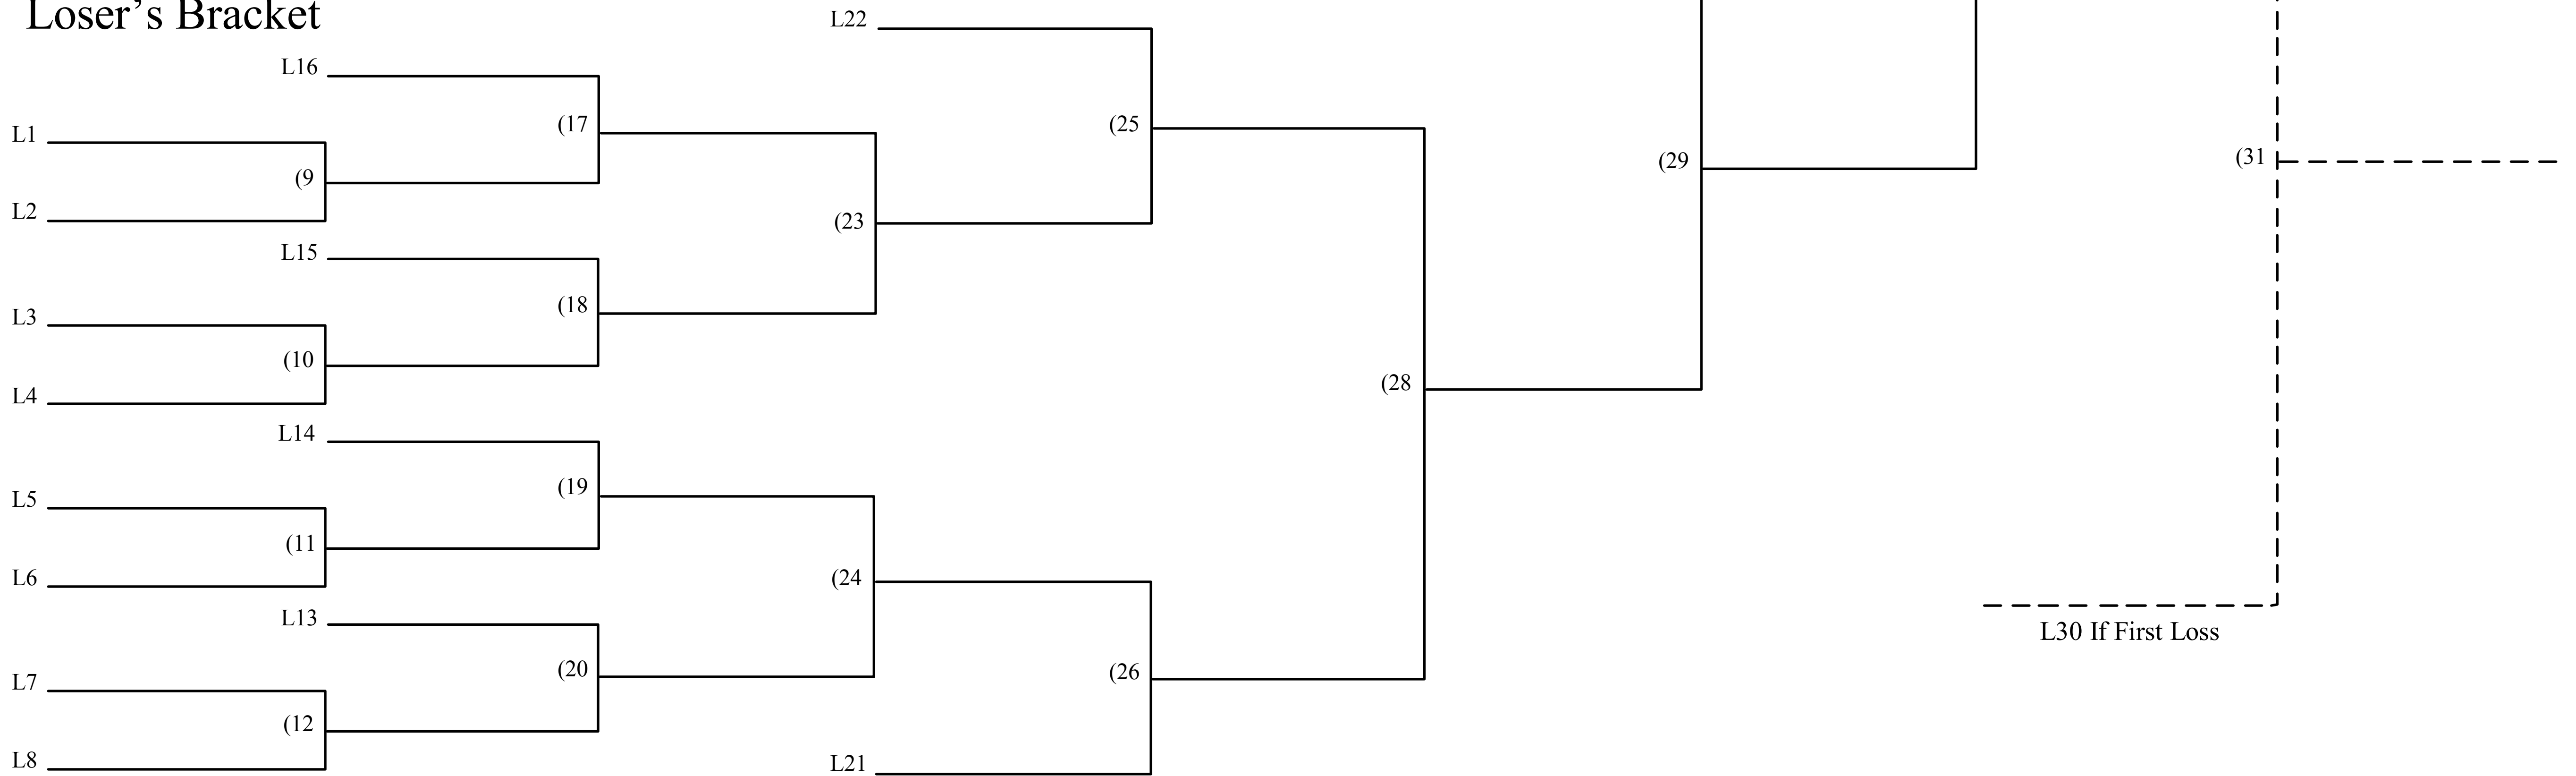 Loser's Bracket
L22
L16
L1
(17
(25
(9
(29
(31
L2
(23
L15
L3
(18
(10
(28
L4
L14
(19
L5
(11
L6
(24
L13
L30 If First Loss
(20
(26
L7
(12
L8
L21